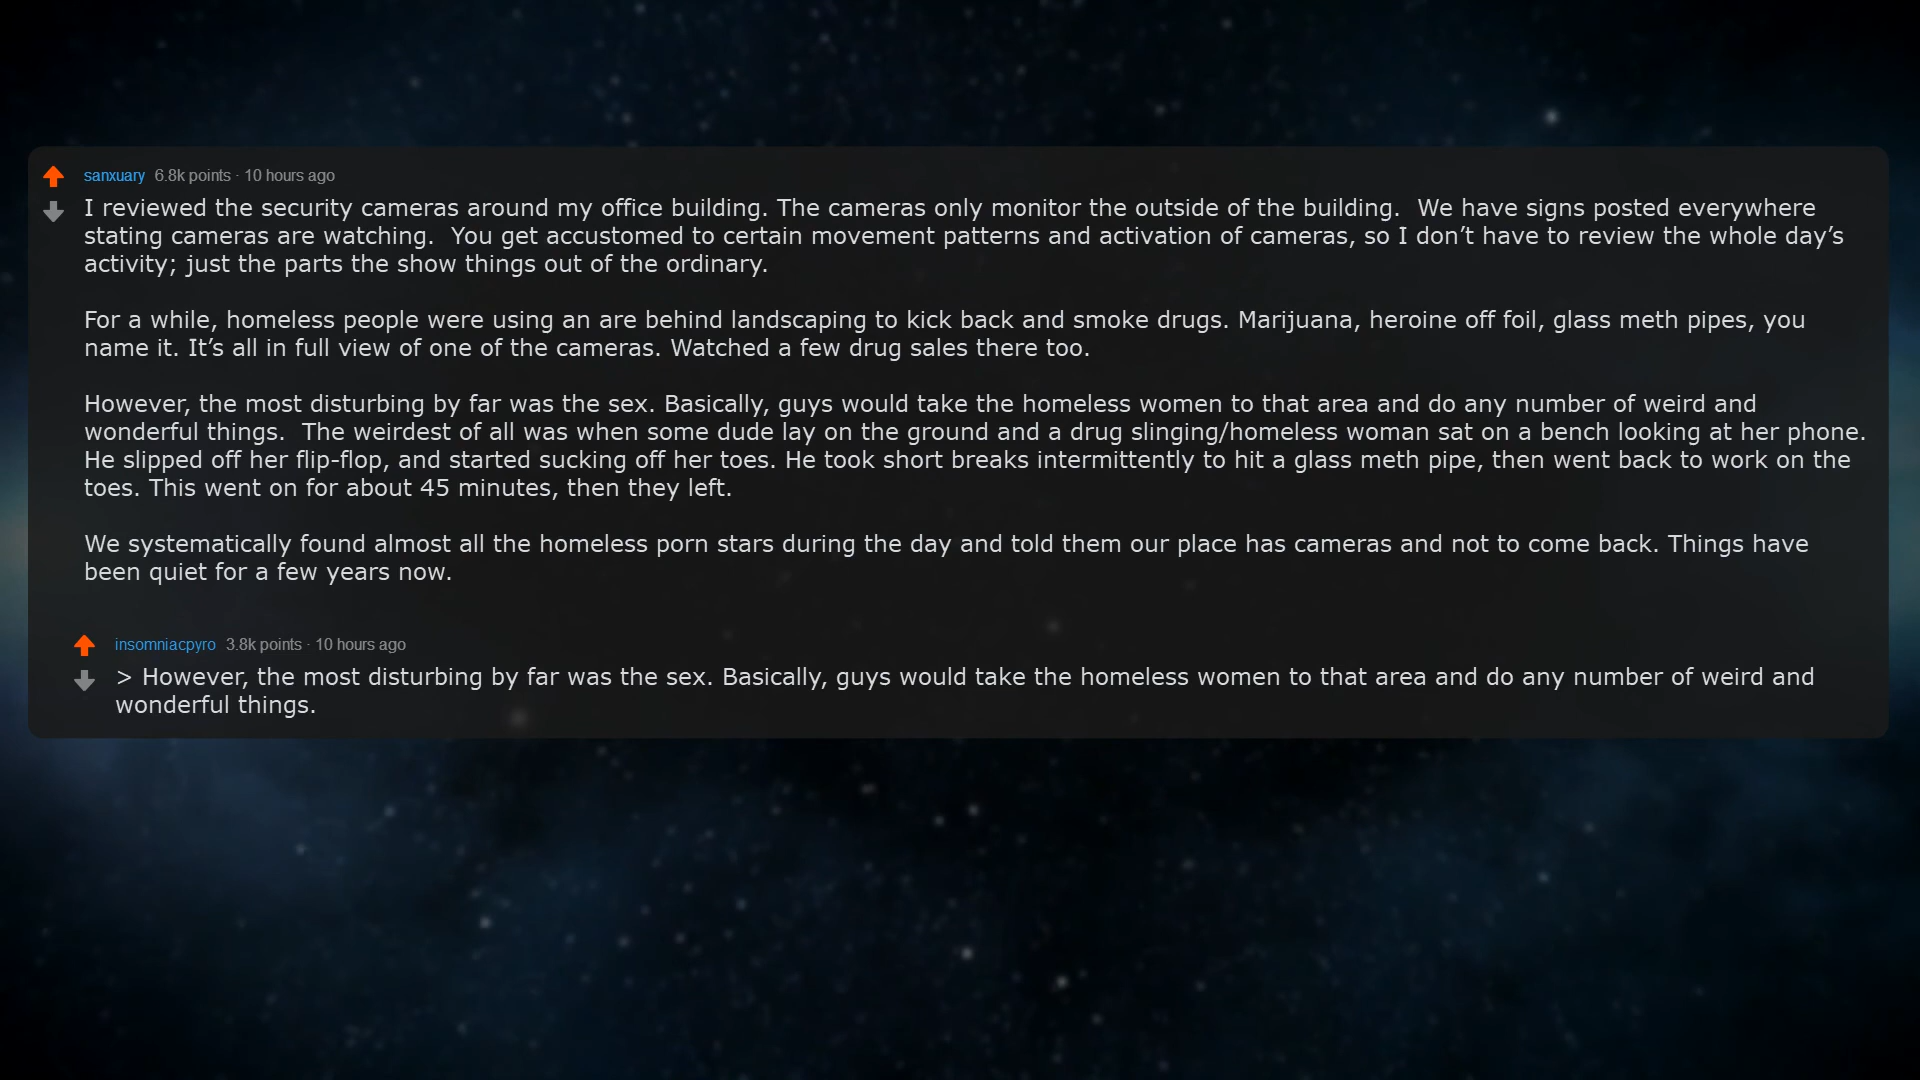 sanxuary 6.8k points · 10 hours ago
I reviewed the security cameras around my office building. The cameras only monitor the outside of the building.  We have signs posted everywhere
stating cameras are watching.  You get accustomed to certain movement patterns and activation of cameras, so I don’t have to review the whole day’s
activity; just the parts the show things out of the ordinary.
For a while, homeless people were using an are behind landscaping to kick back and smoke drugs. Marijuana, heroine off foil, glass meth pipes, you
name it. It’s all in full view of one of the cameras. Watched a few drug sales there too.
However, the most disturbing by far was the sex. Basically, guys would take the homeless women to that area and do any number of weird and
wonderful things.  The weirdest of all was when some dude lay on the ground and a drug slinging/homeless woman sat on a bench looking at her phone.
He slipped off her flip-flop, and started sucking off her toes. He took short breaks intermittently to hit a glass meth pipe, then went back to work on the
toes. This went on for about 45 minutes, then they left.
We systematically found almost all the homeless porn stars during the day and told them our place has cameras and not to come back. Things have
been quiet for a few years now.
insomniacpyro 3.8k points · 10 hours ago
> However, the most disturbing by far was the sex. Basically, guys would take the homeless women to that area and do any number of weird and
wonderful things.